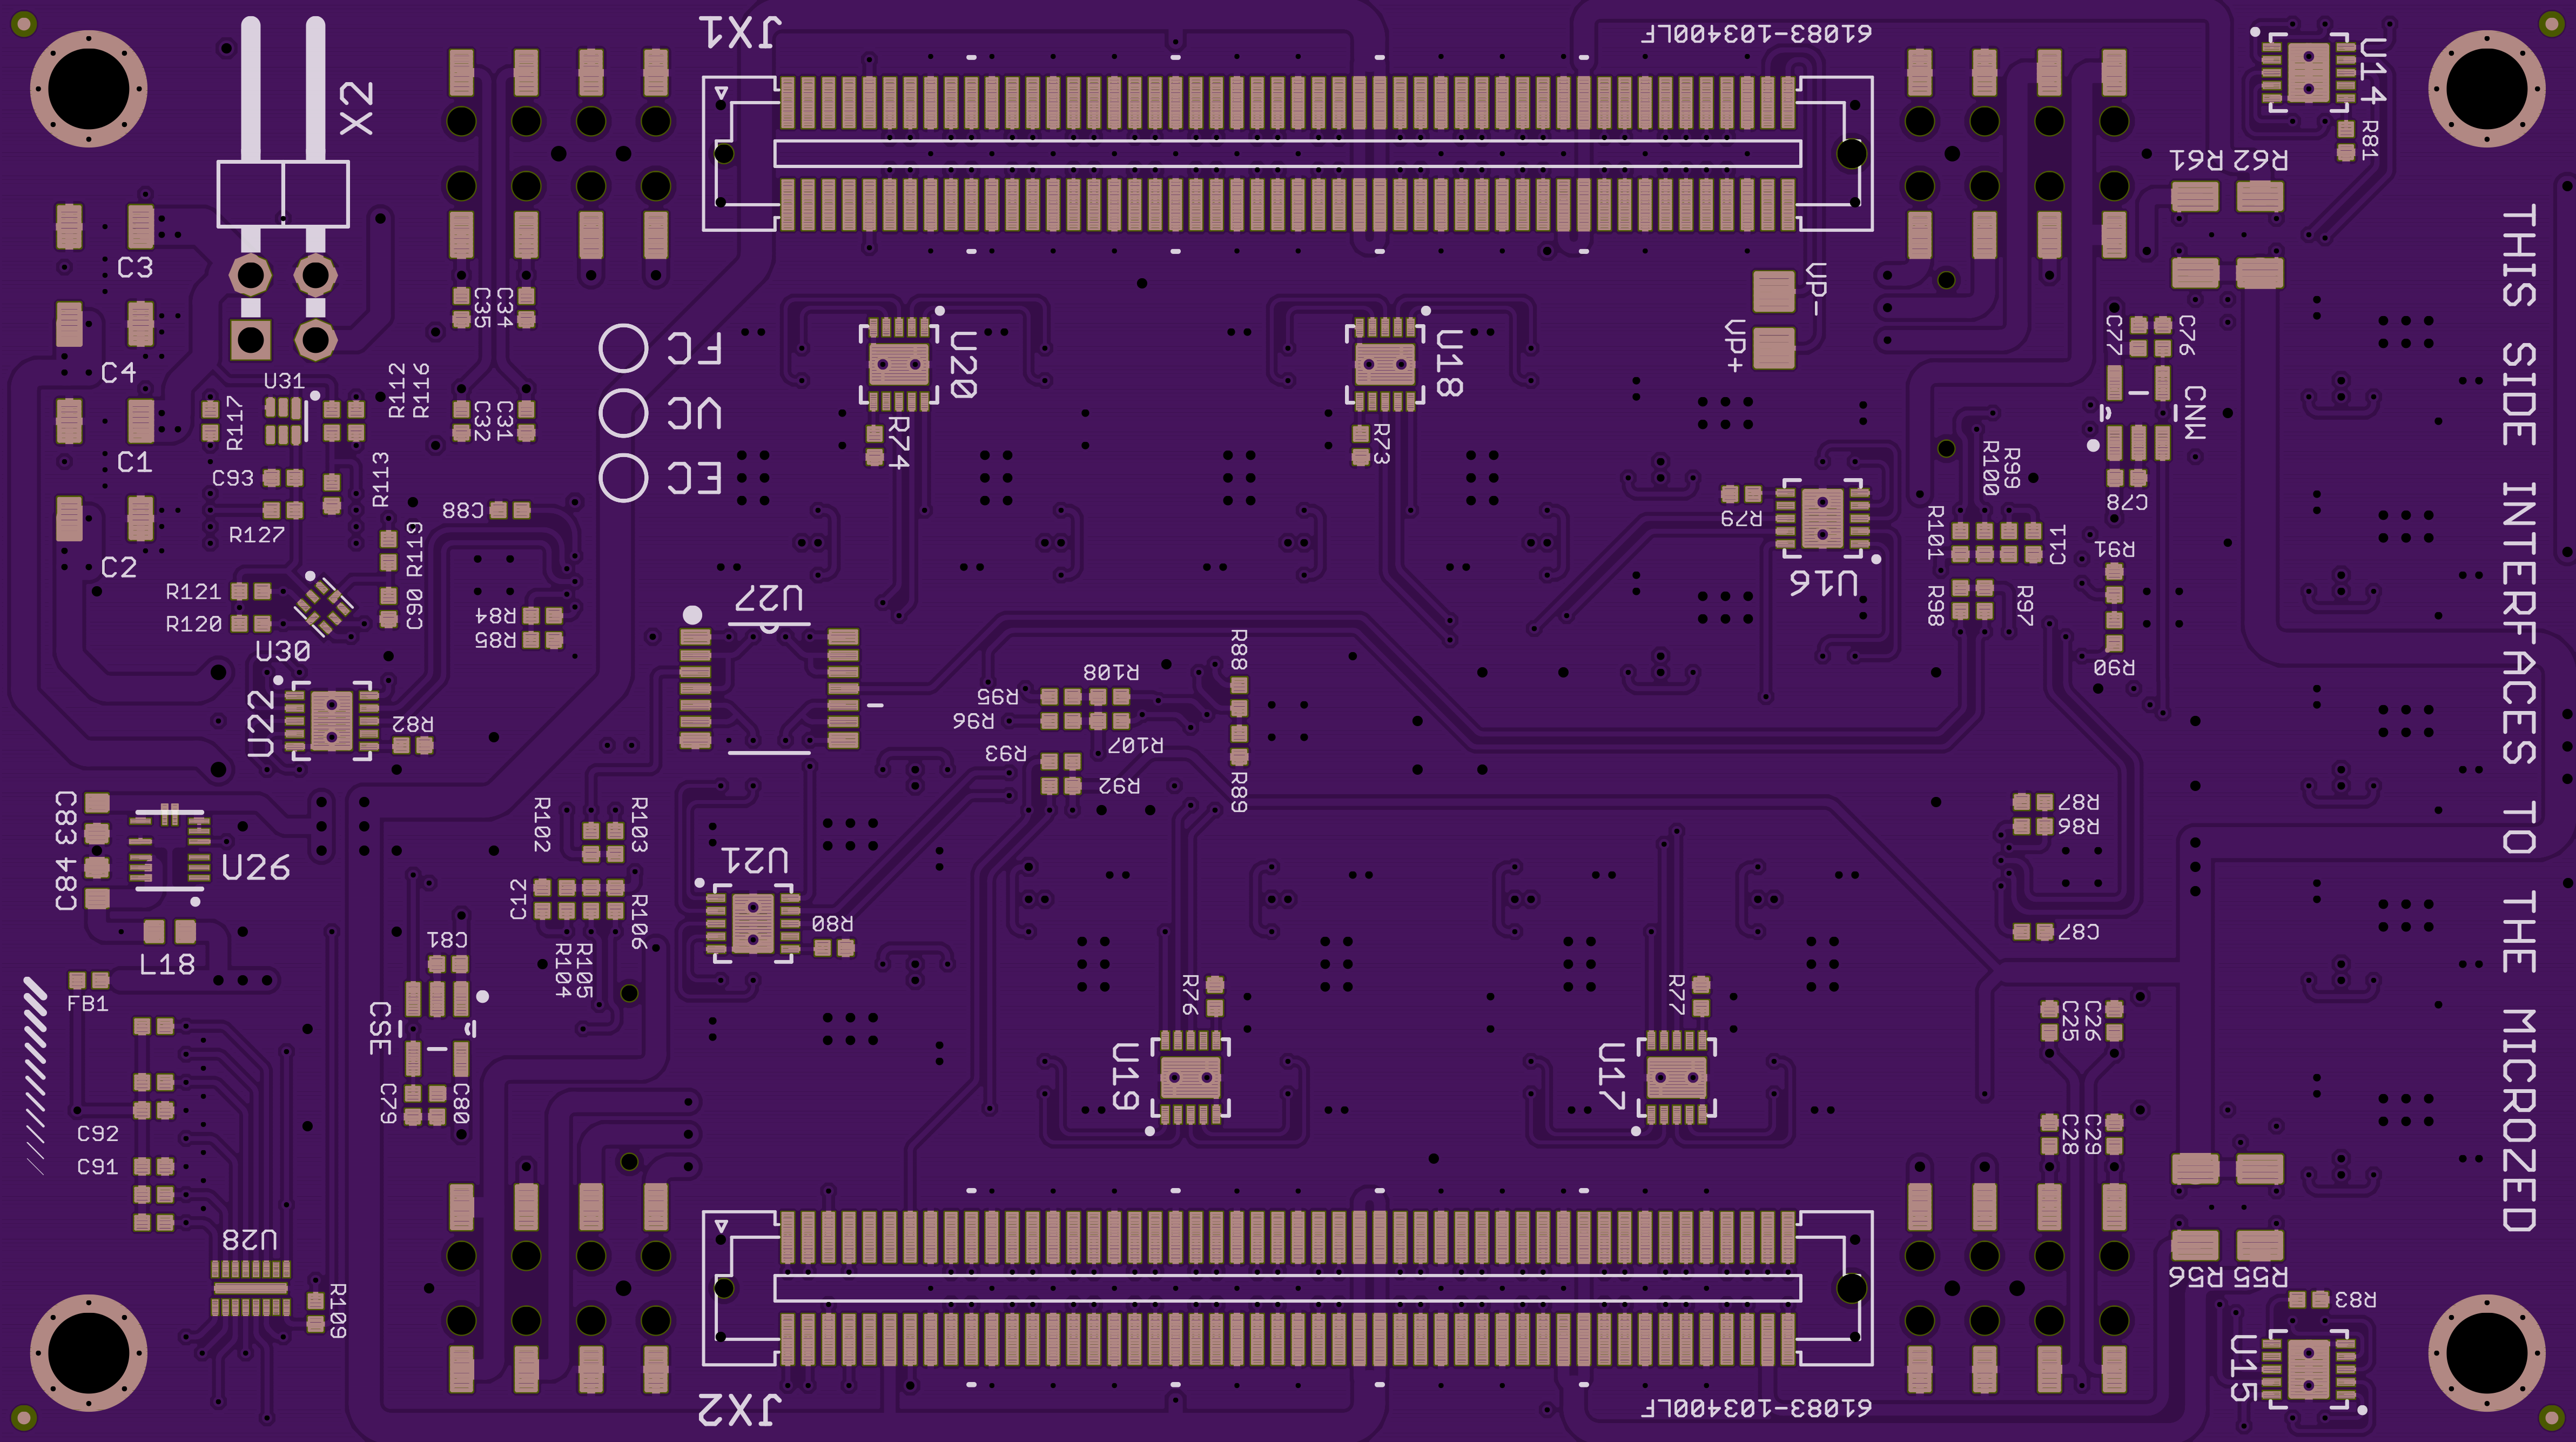 JX1
61083-103400LF
U14
X2
R81
R61
R62
C3
C35
C34
VP-
FC
U20
U18
VP+
C77
C76
C4
U31
R112
R116
VC
CNM
R117
C32
C31
R74
R73
EC
C1
C93
R113
R100
R99
C78
C88
R79
R127
R119
R101
C11
R91
C2
U27
U16
R121
C90
R84
R98
R97
R120
R85
R88
U30
R108
R90
U22
R95
R82
R96
R107
R93
R92
R89
C83
R102
R103
R87
R86
U26
U21
C84
C12
R106
R80
C87
C81
L18
R104
R105
FB1
R76
R77
CSE
C25
C26
U19
U17
C79
C80
C92
C28
C29
C91
U28
R56
R55
R109
R83
U15
JX2
61083-103400LF
THIS SIDE INTERFACES TO THE MICROZED